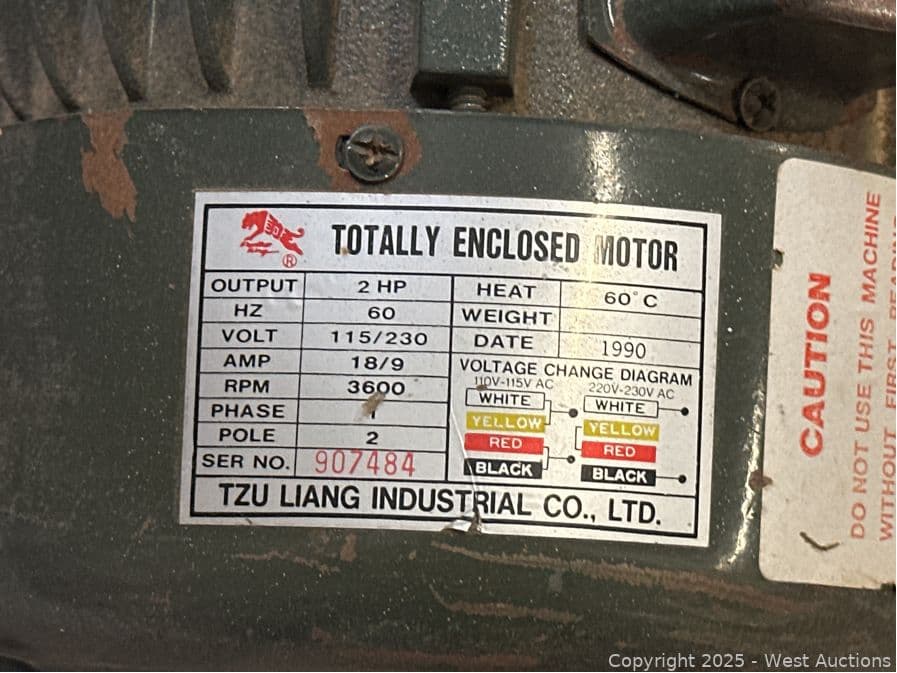 EDF
®
TOTALLY ENCLOSED MOTOR
OUTPUT 2 HP
HZ 60
VOLT 115/230
AMP 18/9
RPM 3600
PHASE 1
POLE 2
SER NO. 907484
HEAT 60°C
WEIGHT
DATE 1990
VOLTAGE CHANGE DIAGRAM
110V-115V AC 220V-230V AC
WHITE WHITE
YELLOW YELLOW
RED RED
BLACK BLACK
TZU LIANG INDUSTRIAL CO., LTD.
CAUTION
DO NOT USE THIS MACHINE
WITHOUT FIRST READING
Copyright 2025 - West Auctions